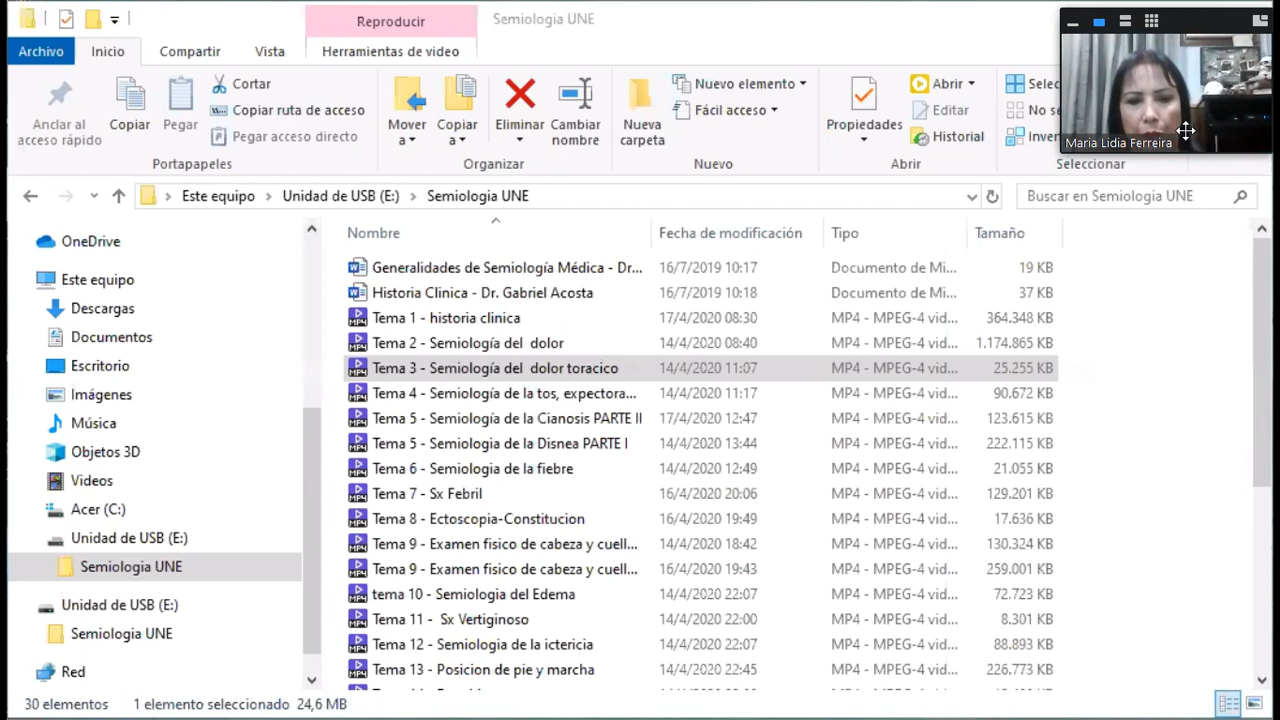 Reproducir
Semiologia UNE
Archivo
Inicio
Compartir
Vista
Herramientas de video
Anclar al acceso rápido
Copiar
Pegar
Cortar
Copiar ruta de acceso
Pegar acceso directo
Portapapeles
Mover a
Copiar a
Eliminar
Cambiar nombre
Organizar
Nueva carpeta
Nuevo elemento
Fácil acceso
Nuevo
Propiedades
Abrir
Editar
Historial
Abrir
Selec
No se
Inver
Seleccionar
Maria Lidia Ferreira
Este equipo
Unidad de USB (E:)
Semiologia UNE
Buscar en Semiologia UNE
OneDrive
Este equipo
Descargas
Documentos
Escritorio
Imágenes
Música
Objetos 3D
Videos
Acer (C:)
Unidad de USB (E:)
Semiologia UNE
Unidad de USB (E:)
Semiologia UNE
Red
Nombre Fecha de modificación Tipo Tamaño
Generalidades de Semiología Médica - Dr... 16/7/2019 10:17 Documento de Mi... 19 KB
Historia Clinica - Dr. Gabriel Acosta 16/7/2019 10:18 Documento de Mi... 37 KB
Tema 1 - historia clinica 17/4/2020 08:30 MP4 - MPEG-4 vid... 364.348 KB
Tema 2 - Semiología del dolor 14/4/2020 08:40 MP4 - MPEG-4 vid... 1.174.865 KB
Tema 3 - Semiología del dolor toracico 14/4/2020 11:07 MP4 - MPEG-4 vid... 25.255 KB
Tema 4 - Semiología de la tos, expectora... 14/4/2020 11:17 MP4 - MPEG-4 vid... 90.672 KB
Tema 5 - Semiología de la Cianosis PARTE II 17/4/2020 12:47 MP4 - MPEG-4 vid... 123.615 KB
Tema 5 - Semiologia de la Disnea PARTE I 14/4/2020 13:44 MP4 - MPEG-4 vid... 222.115 KB
Tema 6 - Semiologia de la fiebre 14/4/2020 12:49 MP4 - MPEG-4 vid... 21.055 KB
Tema 7 - Sx Febril 16/4/2020 20:06 MP4 - MPEG-4 vid... 129.201 KB
Tema 8 - Ectoscopia-Constitucion 16/4/2020 19:49 MP4 - MPEG-4 vid... 17.636 KB
Tema 9 - Examen fisico de cabeza y cuell... 14/4/2020 18:42 MP4 - MPEG-4 vid... 130.324 KB
Tema 9 - Examen fisico de cabeza y cuell... 16/4/2020 19:43 MP4 - MPEG-4 vid... 259.001 KB
tema 10 - Semiologia del Edema 14/4/2020 22:07 MP4 - MPEG-4 vid... 72.723 KB
Tema 11 - Sx Vertiginoso 14/4/2020 22:00 MP4 - MPEG-4 vid... 8.301 KB
Tema 12 - Semiologia de la ictericia 14/4/2020 22:07 MP4 - MPEG-4 vid... 88.893 KB
Tema 13 - Posicion de pie y marcha 14/4/2020 22:45 MP4 - MPEG-4 vid... 226.773 KB
30 elementos
1 elemento seleccionado 24,6 MB